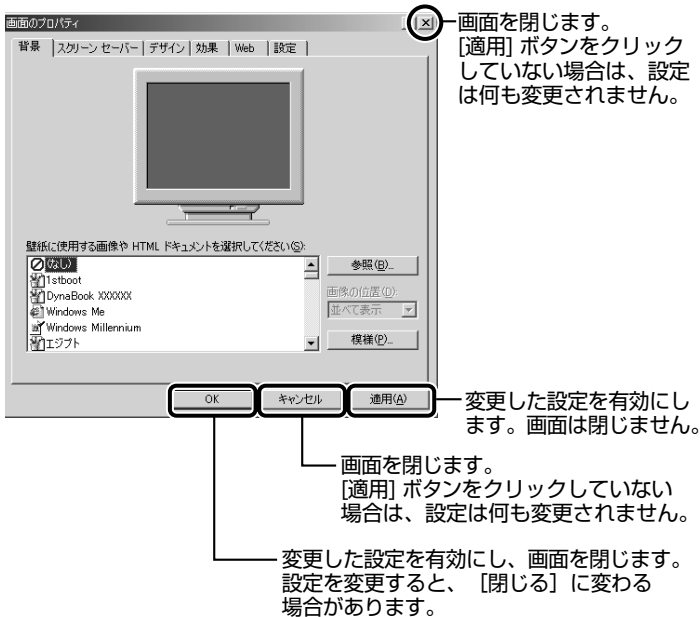 画面のプロパティ
画面を閉じます。
[適用] ボタンをクリック
していない場合は、設定
は何も変更されません。
背景 スクリーン セーバー デザイン 効果 Web 設定
壁紙に使用する画像や HTML ドキュメントを選択してください(S):
(なし)
1stboot
DynaBook XXXXXX
Windows Me
Windows Millennium
エジプト
参照(B)...
画像の位置(D):
並べて表示
模様(P)...
OK キャンセル 適用(A)
変更した設定を有効にし
ます。画面は閉じません。
画面を閉じます。
[適用] ボタンをクリックしていない
場合は、設定は何も変更されません。
変更した設定を有効にし、画面を閉じます。
設定を変更すると、［閉じる］に変わる
場合があります。